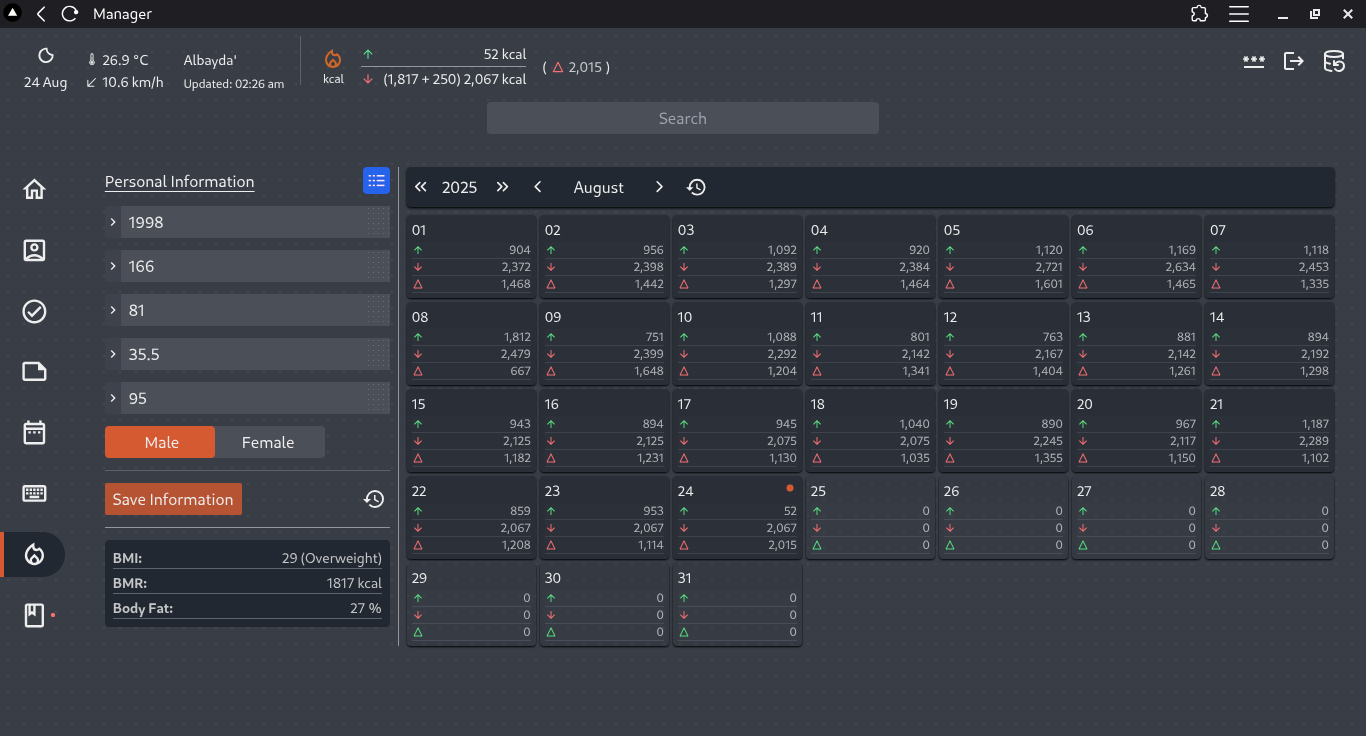 Manager
24 Aug
26.9 °C
10.6 km/h
Albayda'
Updated: 02:26 am
kcal
52 kcal
(1,817 + 250) 2,067 kcal
( △ 2,015 )
***
Search
Personal Information
1998
166
81
35.5
95
Male Female
Save Information
BMI: 29 (Overweight)
BMR: 1817 kcal
Body Fat: 27 %
« 2025 » < August >
01 02 03 04 05 06 07
↑ 904 ↑ 956 ↑ 1,092 ↑ 920 ↑ 1,120 ↑ 1,169 ↑ 1,118
↓ 2,372 ↓ 2,398 ↓ 2,389 ↓ 2,384 ↓ 2,721 ↓ 2,634 ↓ 2,453
△ 1,468 △ 1,442 △ 1,297 △ 1,464 △ 1,601 △ 1,465 △ 1,335
08 09 10 11 12 13 14
↑ 1,812 ↑ 751 ↑ 1,088 ↑ 801 ↑ 763 ↑ 881 ↑ 894
↓ 2,479 ↓ 2,399 ↓ 2,292 ↓ 2,142 ↓ 2,167 ↓ 2,142 ↓ 2,192
△ 667 △ 1,648 △ 1,204 △ 1,341 △ 1,404 △ 1,261 △ 1,298
15 16 17 18 19 20 21
↑ 943 ↑ 894 ↑ 945 ↑ 1,040 ↑ 890 ↑ 967 ↑ 1,187
↓ 2,125 ↓ 2,125 ↓ 2,075 ↓ 2,075 ↓ 2,245 ↓ 2,117 ↓ 2,289
△ 1,182 △ 1,231 △ 1,130 △ 1,035 △ 1,355 △ 1,150 △ 1,102
22 23 24 25 26 27 28
↑ 859 ↑ 953 ↑ 52 ↑ 0 ↑ 0 ↑ 0 ↑ 0
↓ 2,067 ↓ 2,067 ↓ 2,067 ↓ 0 ↓ 0 ↓ 0 ↓ 0
△ 1,208 △ 1,114 △ 2,015 △ 0 △ 0 △ 0 △ 0
29 30 31
↑ 0 ↑ 0 ↑ 0
↓ 0 ↓ 0 ↓ 0
△ 0 △ 0 △ 0